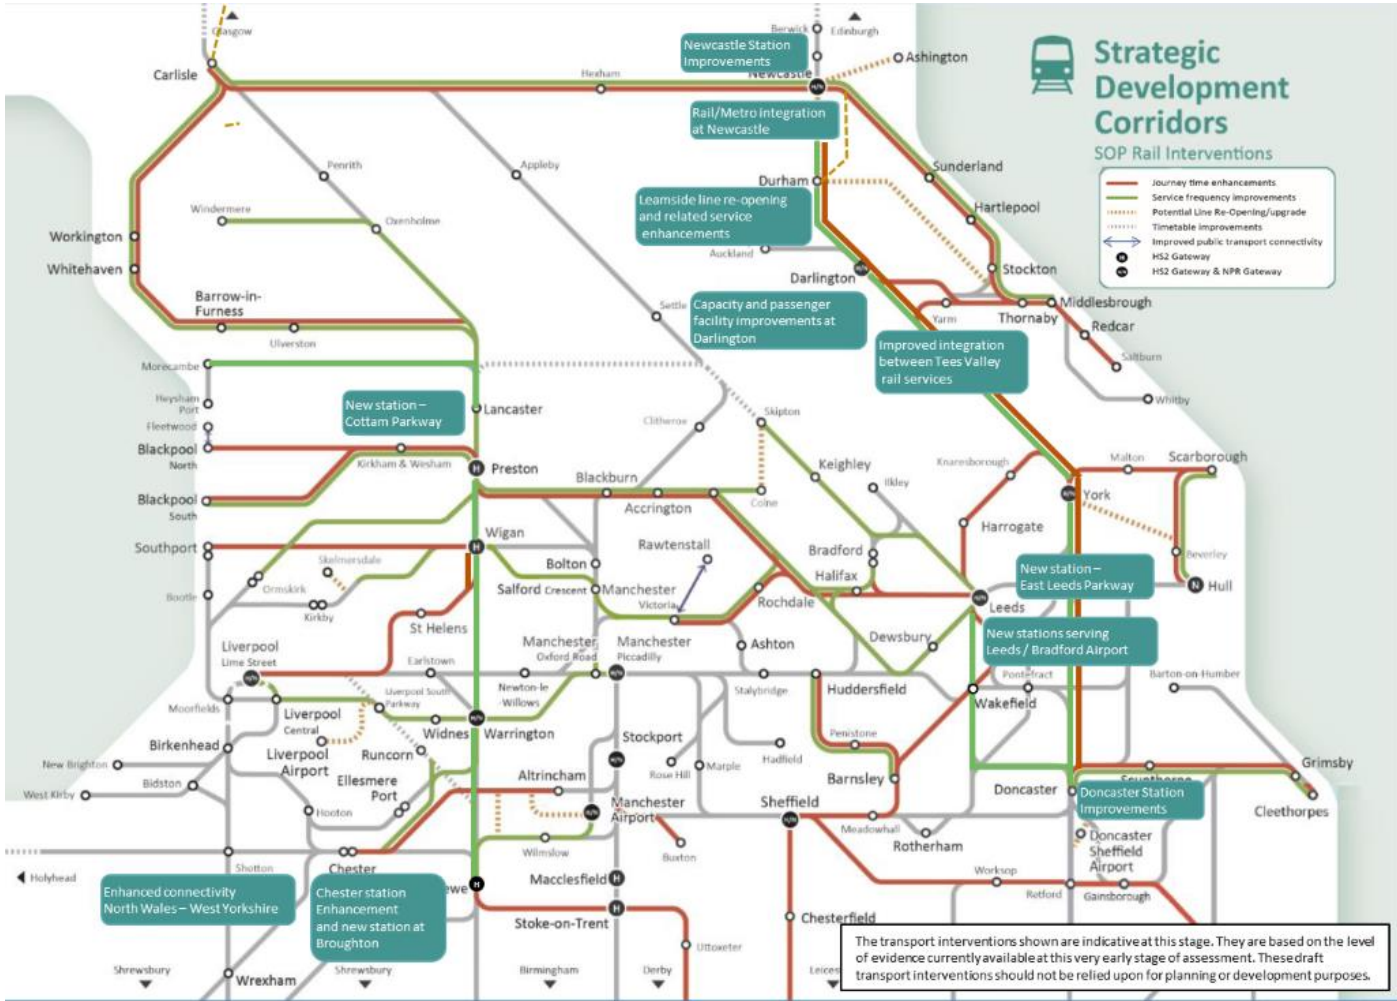 Glasgow
Berwick
Edinburgh
Newcastle Station
Improvements
Strategic
Development
Corridors
SOP Rail Interventions
Ashington
Carlisle
Hexham
Newcastle
Rail/Metro integration
at Newcastle
Journey time enhancements
Service frequency improvements
Potential Line Re-Opening/upgrade
Timetable improvements
Improved public transport connectivity
H
HS2 Gateway
H/N
HS2 Gateway & NPR Gateway
Penrith
Appleby
Durham
Sunderland
Leamside line re-opening
and related service
enhancements
Hartlepool
Windermere
Oxenholme
Workington
Whitehaven
Auckland
Darlington
Stockton
Barrow-in-
Furness
Ulverston
Settle
Capacity and passenger
facility improvements at
Darlington
Yarm
Thornaby
Middlesbrough
Redcar
Saltburn
Improved integration
between Tees Valley
rail services
Whitby
Morecambe
Heysham
Port
Fleetwood
New station –
Cottam Parkway
Lancaster
Clitheroe
Skipton
Blackpool
North
Kirkham & Wesham
Preston
Blackburn
Keighley
Ilkley
Knaresborough
Malton
Scarborough
Blackpool
South
Accrington
Colne
York
Harrogate
Southport
Wigan
Skelmersdale
Bolton
Rawtenstall
Bradford
Halifax
Beverley
New station –
East Leeds Parkway
Hull
Ormskirk
Bootle
Kirkby
Salford Crescent
Manchester
Victoria
Rochdale
Leeds
St Helens
Manchester
Oxford Road
Manchester
Piccadilly
Ashton
Dewsbury
New stations serving
Leeds / Bradford Airport
Liverpool
Lime Street
Earlstown
Newton-le
-Willows
Stalybridge
Huddersfield
Pontefract
Barton-on-Humber
Moorfields
Liverpool South
Parkway
Liverpool
Central
Widnes
Warrington
Wakefield
Birkenhead
Liverpool
Airport
Runcorn
Stockport
Penistone
New Brighton
Bidston
West Kirby
Ellesmere
Port
Altrincham
Rose Hill
Marple
Hadfield
Barnsley
Grimsby
Scunthorpe
Hooton
Manchester
Airport
Sheffield
Doncaster
Doncaster Station
Improvements
Cleethorpes
Wilmslow
Buxton
Meadowhall
Rotherham
Doncaster
Sheffield
Airport
Holyhead
Shotton
Chester
Macclesfield
Worksop
Retford
Gainsborough
Enhanced connectivity
North Wales – West Yorkshire
Chester station
Enhancement
and new station at
Broughton
ewe
Stoke-on-Trent
Chesterfield
Uttoxeter
Shrewsbury
Wrexham
Shrewsbury
Birmingham
Derby
Leices
The transport interventions shown are indicative at this stage. They are based on the level
of evidence currently available at this very early stage of assessment. These draft
transport interventions should not be relied upon for planning or development purposes.